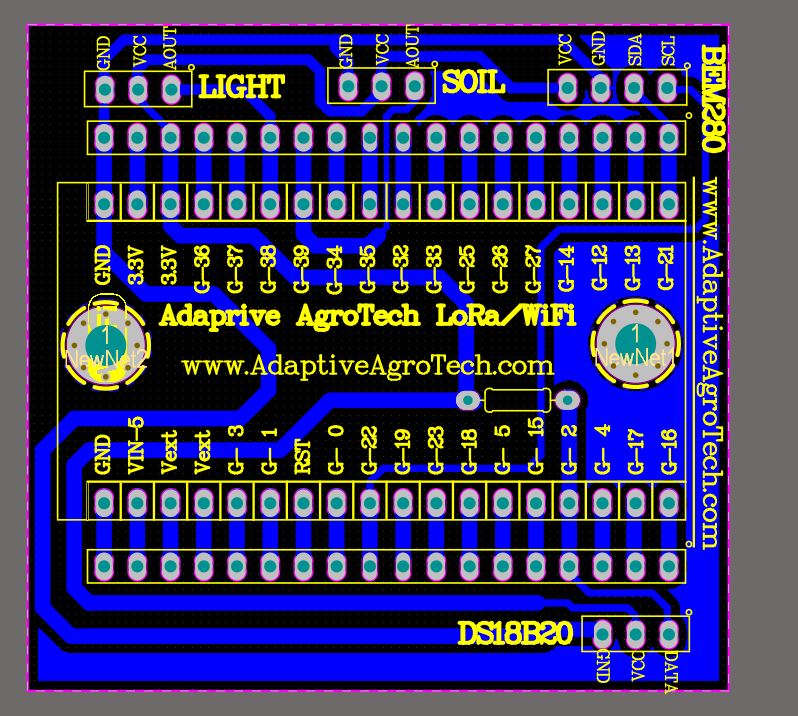 GND VCC AOUT
LIGHT
GND VCC AOUT
SOIL
VCC GND SDA SCL
BEM280
GND 3.3V 3.3V G-36 G-37 G-38 G-39 G-34 G-35 G-32 G-33 G-25 G-26 G-27 G-14 G-12 G-13 G-21
Adaprive AgroTech LoRa/WiFi
www.AdaptiveAgroTech.com
1
NewNet2
1
NewNet1
www.AdaptiveAgroTech.com
GND VIN-5 Vext Vext G- 3 G- 1 RST G- 0 G-22 G-19 G-23 G-18 G- 5 G-15 G- 2 G- 4 G-17 G-16
DS18B20
GND VCC DATA